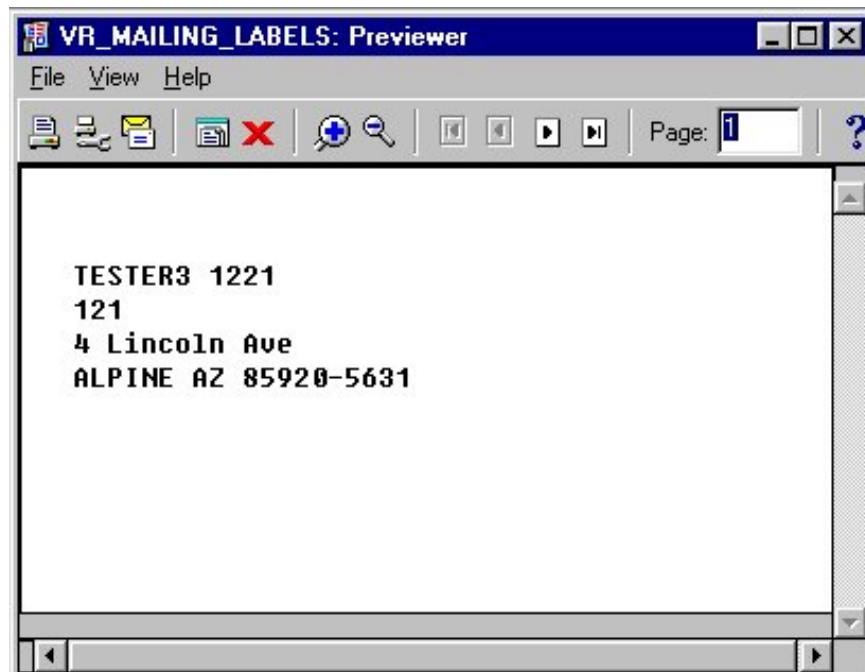 VR_MAILING_LABELS: Previewer
File View Help
Page: 1
TESTER3 1221
121
4 Lincoln Ave
ALPINE AZ 85920-5631